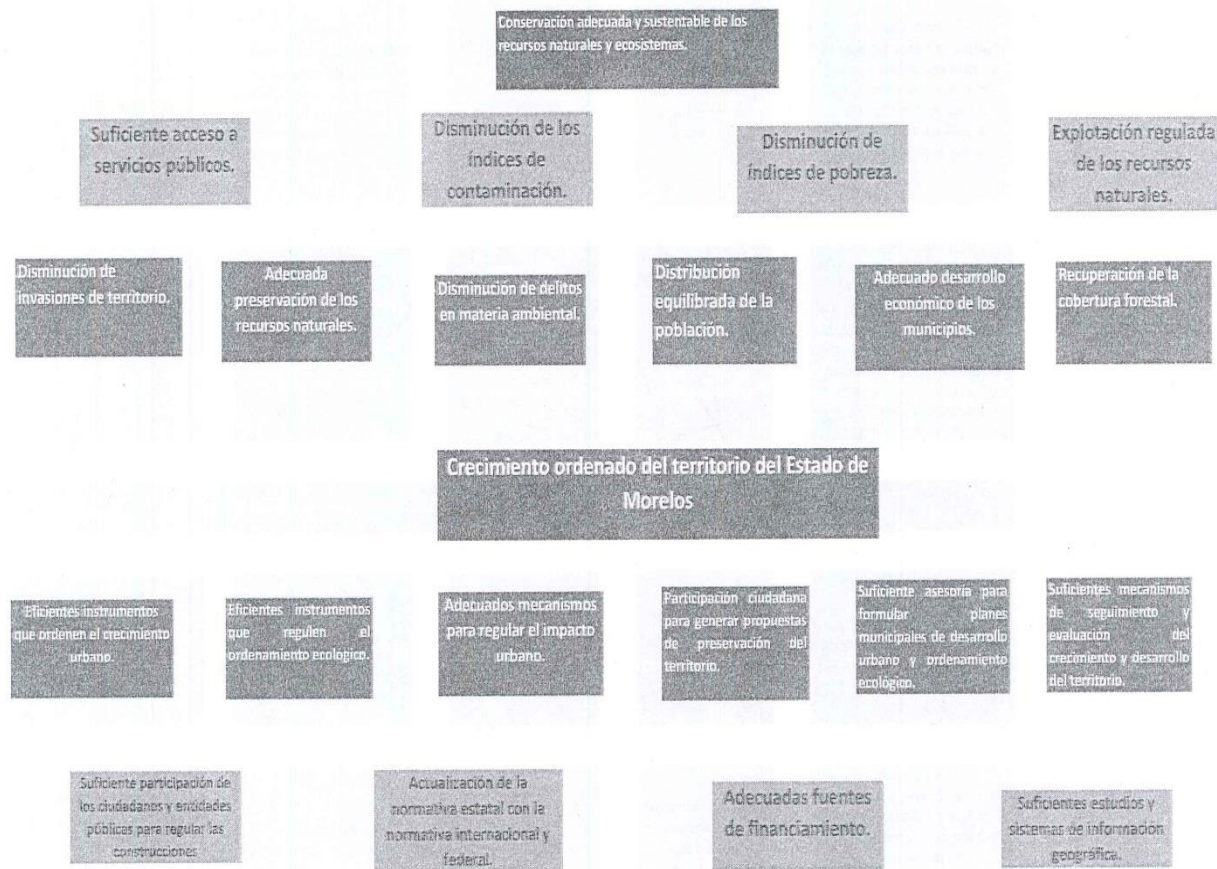 Conservación adecuada y sustentable de los
recursos naturales y ecosistemas.
Suficiente acceso a
servicios públicos.
Disminución de los
índices de
contaminación.
Disminución de
índices de pobreza.
Explotación regulada
de los recursos
naturales.
Disminución de
invasiones de territorio.
Adecuada
preservación de los
recursos naturales.
Disminución de delitos
en materia ambiental.
Distribución
equilibrada de la
población.
Adecuado desarrollo
económico de los
municipios.
Recuperación de la
cobertura forestal.
Crecimiento ordenado del territorio del Estado de
Morelos
Eficientes instrumentos
que ordenen el crecimiento
urbano.
Eficientes instrumentos
que regulen el
ordenamiento ecologico.
Adecuados mecanismos
para regular el impacto
urbano.
Participación ciudadana
para generar propuestas
de preservación del
territorio.
Suficiente asesoría para
formular planes
municipales de desarrollo
urbano y ordenamiento
ecológico.
Suficientes mecanismos
de seguimiento y
evaluación del
crecimiento y desarrollo
del territorio.
Suficiente participación de
los ciudadanos y entidades
públicas para regular las
construcciones
Actualización de la
normativa estatal con la
normativa internacional y
federal.
Adecuadas fuentes
de financiamiento.
Suficientes estudios y
sistemas de información
geográfica.